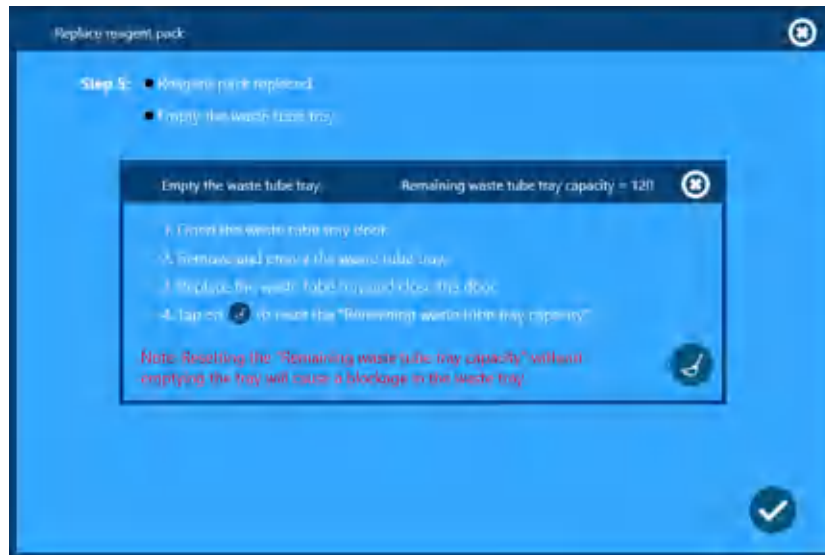 Replace reagent pack
Step 5: ■ Reagent pack replaced.
■ Empty the waste tube tray.
Empty the waste tube tray. Remaining waste tube tray capacity = 120
1. Open the waste tube tray door.
2. Remove and empty the waste tube tray.
3. Replace the waste tube tray and close the door.
4. Tap on to reset the "Remaining waste tube tray capacity"
Note: Resetting the "Remaining waste tube tray capacity" without
emptying the tray will cause a blockage in the waste tray.